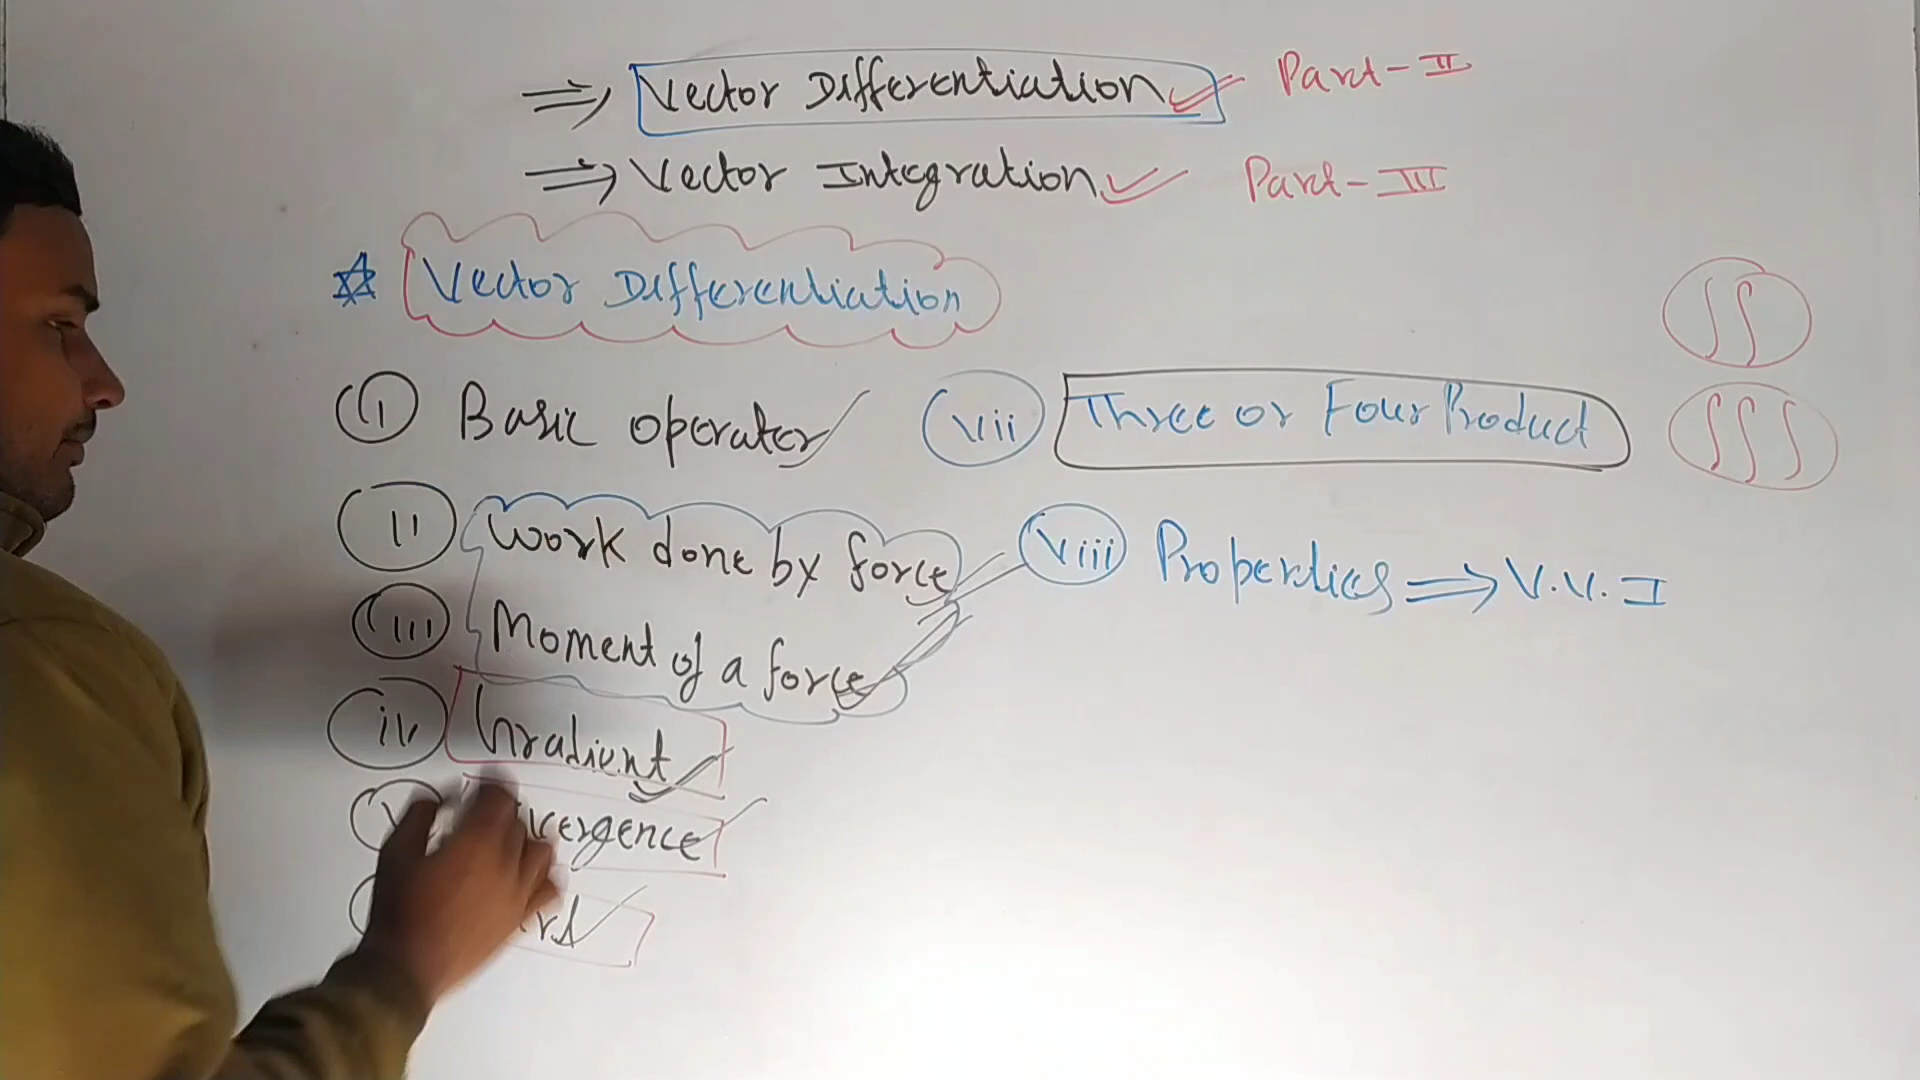 ⇒ Vector Differentiation Part-II
⇒ Vector Integration Part-III
☆ Vector Differentiation
∫∫
(i) Basic operator
(vii) Three or Four Product
∫∫∫
(ii) Work done by force
(viii) Properties ⇒ V.V.I
(iii) Moment of a force
(iv) Gradient